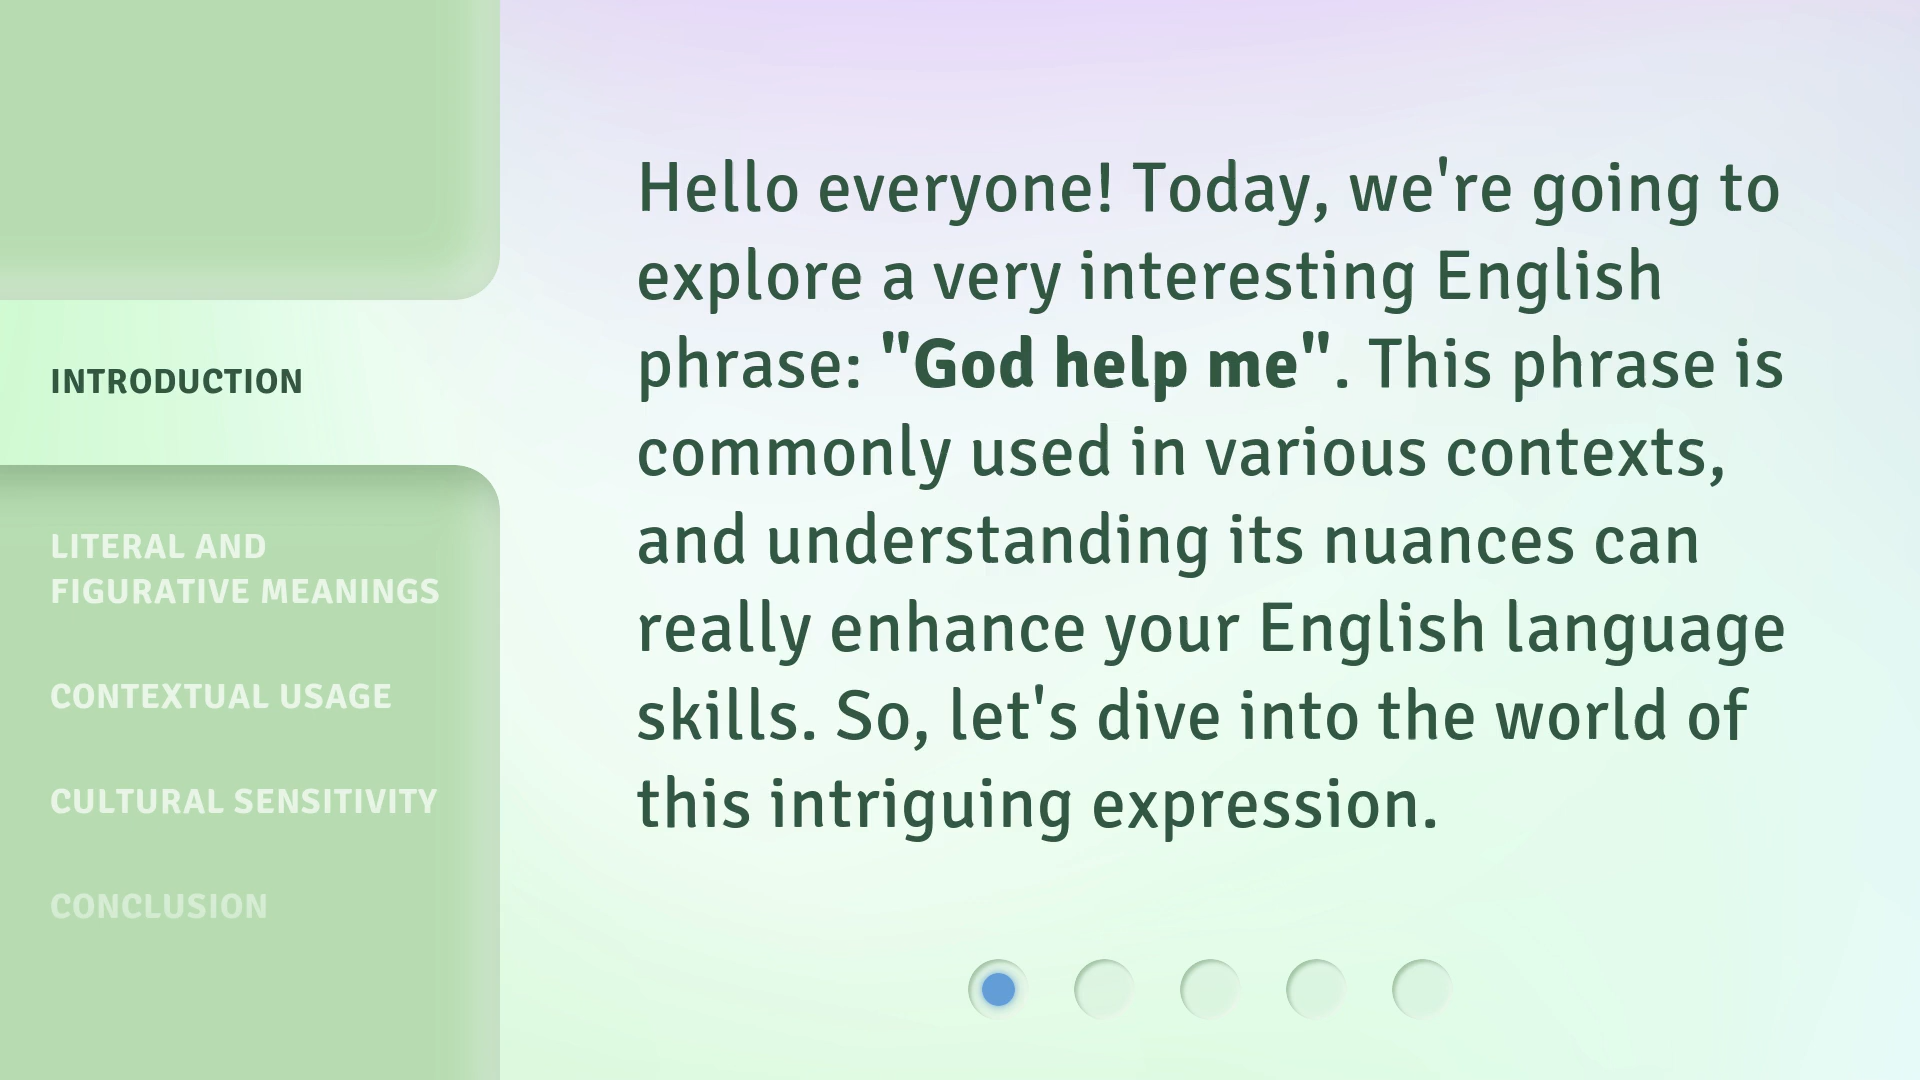 INTRODUCTION
LITERAL AND
FIGURATIVE MEANINGS
CONTEXTUAL USAGE
CULTURAL SENSITIVITY
CONCLUSION
Hello everyone! Today, we're going to
explore a very interesting English
phrase: "God help me". This phrase is
commonly used in various contexts,
and understanding its nuances can
really enhance your English language
skills. So, let's dive into the world of
this intriguing expression.